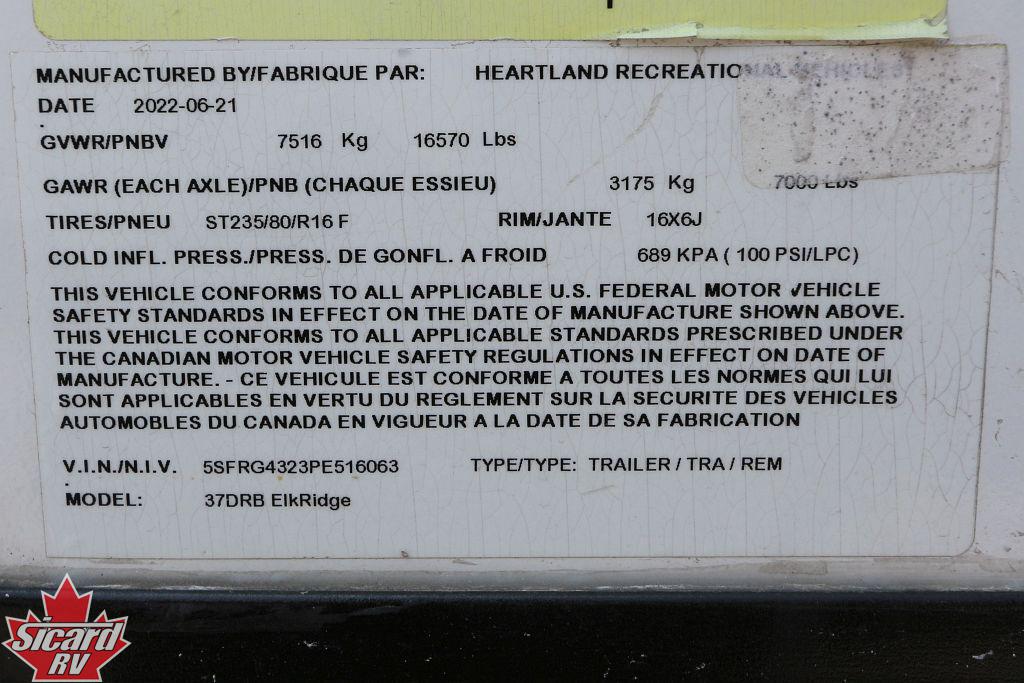 MANUFACTURED BY/FABRIQUE PAR: HEARTLAND RECREATIONAL VEHICLES
DATE 2022-06-21
GVWR/PNBV 7516 Kg 16570 Lbs
GAWR (EACH AXLE)/PNB (CHAQUE ESSIEU) 3175 Kg 7000 Lbs
TIRES/PNEU ST235/80/R16 F RIM/JANTE 16X6J
COLD INFL. PRESS./PRESS. DE GONFL. A FROID 689 KPA ( 100 PSI/LPC)
THIS VEHICLE CONFORMS TO ALL APPLICABLE U.S. FEDERAL MOTOR VEHICLE
SAFETY STANDARDS IN EFFECT ON THE DATE OF MANUFACTURE SHOWN ABOVE.
THIS VEHICLE CONFORMS TO ALL APPLICABLE STANDARDS PRESCRIBED UNDER
THE CANADIAN MOTOR VEHICLE SAFETY REGULATIONS IN EFFECT ON DATE OF
MANUFACTURE. - CE VEHICULE EST CONFORME A TOUTES LES NORMES QUI LUI
SONT APPLICABLES EN VERTU DU REGLEMENT SUR LA SECURITE DES VEHICLES
AUTOMOBLES DU CANADA EN VIGUEUR A LA DATE DE SA FABRICATION
V.I.N./N.I.V. 5SFRG4323PE516063 TYPE/TYPE: TRAILER / TRA / REM
MODEL: 37DRB ElkRidge
Sicard
RV